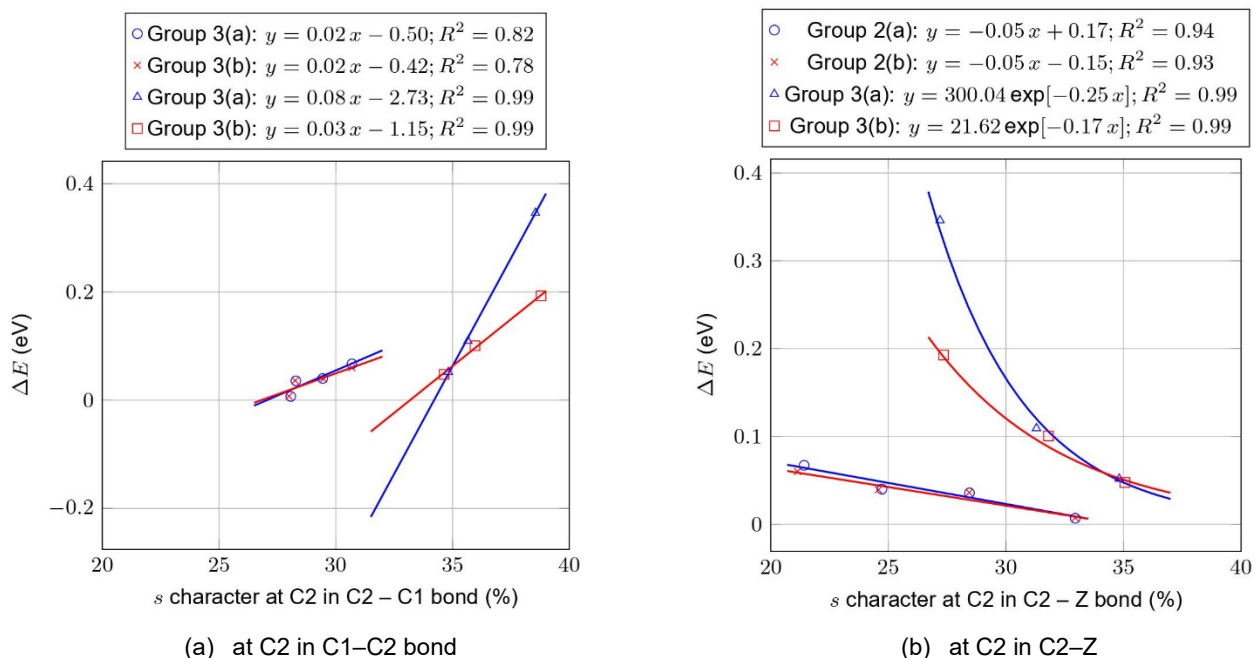 Group 3(a): y = 0.02 x − 0.50; R² = 0.82
Group 3(b): y = 0.02 x − 0.42; R² = 0.78
Group 3(a): y = 0.08 x − 2.73; R² = 0.99
Group 3(b): y = 0.03 x − 1.15; R² = 0.99
0.4
0.2
0
−0.2
20 25 30 35 40
ΔE (eV)
s character at C2 in C2 – C1 bond (%)
(a) at C2 in C1–C2 bond
Group 2(a): y = −0.05 x + 0.17; R² = 0.94
Group 2(b): y = −0.05 x − 0.15; R² = 0.93
Group 3(a): y = 300.04 exp[−0.25 x]; R² = 0.99
Group 3(b): y = 21.62 exp[−0.17 x]; R² = 0.99
0.4
0.3
0.2
0.1
0
20 25 30 35 40
ΔE (eV)
s character at C2 in C2 – Z bond (%)
(b) at C2 in C2–Z